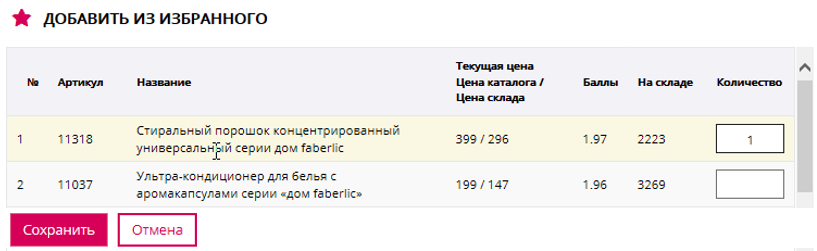 ДОБАВИТЬ ИЗ ИЗБРАННОГО
№ Артикул Название Текущая цена Цена каталога / Цена склада Баллы На складе Количество
1 11318 Стиральный порошок концентрированный универсальный серии дом faberlic 399 / 296 1.97 2223 1
2 11037 Ультра-кондиционер для белья с аромакапсулами серии «дом faberlic» 199 / 147 1.96 3269
Сохранить Отмена